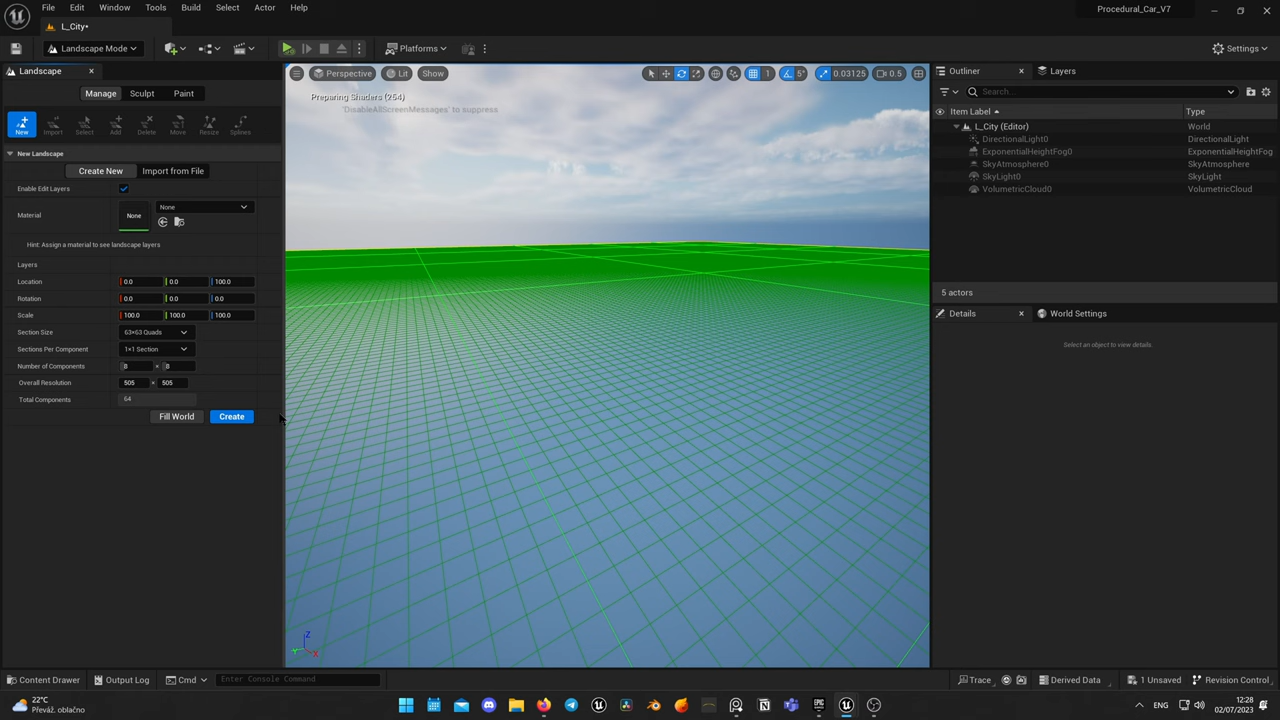 File Edit Window Tools Build Select Actor Help
Procedural_Car_V7
L_City•
Landscape Mode
Platforms
Settings
Landscape
Manage Sculpt Paint
New Import Select Add Delete Move Resize Splines
New Landscape
Create New Import from File
Enable Edit Layers
Material None None
Hint: Assign a material to see landscape layers
Layers
Location 0.0 0.0 100.0
Rotation 0.0 0.0 0.0
Scale 100.0 100.0 100.0
Section Size 63×63 Quads
Sections Per Component 1×1 Section
Number of Components 8 × 8
Overall Resolution 505 × 505
Total Components 64
Fill World Create
Perspective Lit Show
1 5° 0.03125 0.5
Preparing Shaders (254)
'DisableAllScreenMessages' to suppress
Z
Y X
Outliner Layers
Search...
Item Label Type
L_City (Editor) World
DirectionalLight0 DirectionalLight
ExponentialHeightFog0 ExponentialHeightFog
SkyAtmosphere0 SkyAtmosphere
SkyLight0 SkyLight
VolumetricCloud0 VolumetricCloud
5 actors
Details World Settings
Select an object to view details.
Content Drawer Output Log Cmd Enter Console Command
Trace Derived Data 1 Unsaved Revision Control
22°C
Převáž. oblačno
ENG
12:28
02/07/2023